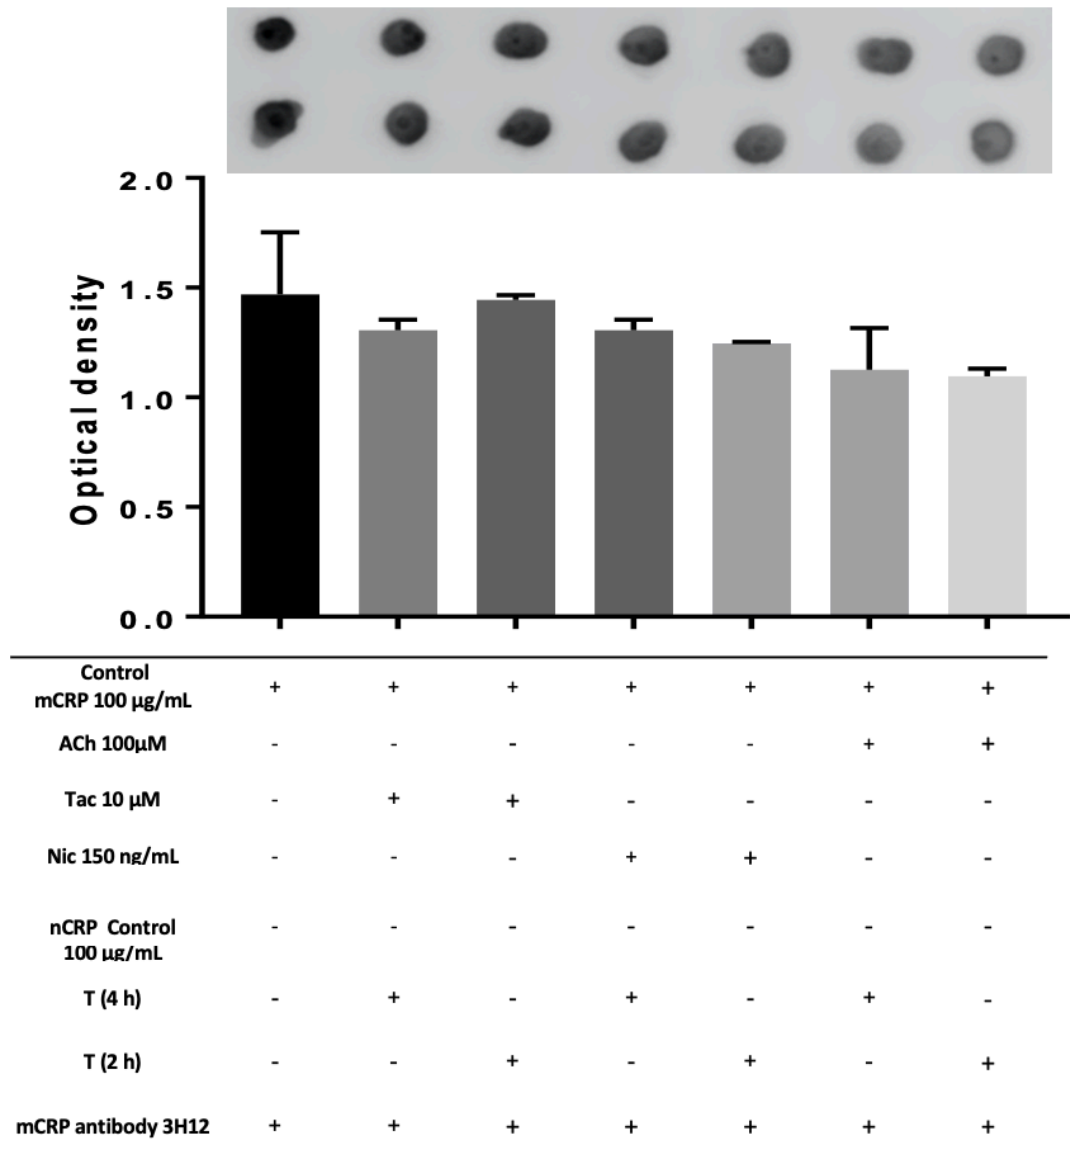 2.0
1.5
1.0
0.5
0.0
Optical density
Control
mCRP 100 µg/mL + + + + + + +
ACh 100µM - - - - - + +
Tac 10 µM - + + - - - -
Nic 150 ng/mL - - - + + - -
nCRP Control
100 µg/mL - - - - - - -
T (4 h) - + - + - + -
T (2 h) - - + - + - +
mCRP antibody 3H12 + + + + + + +